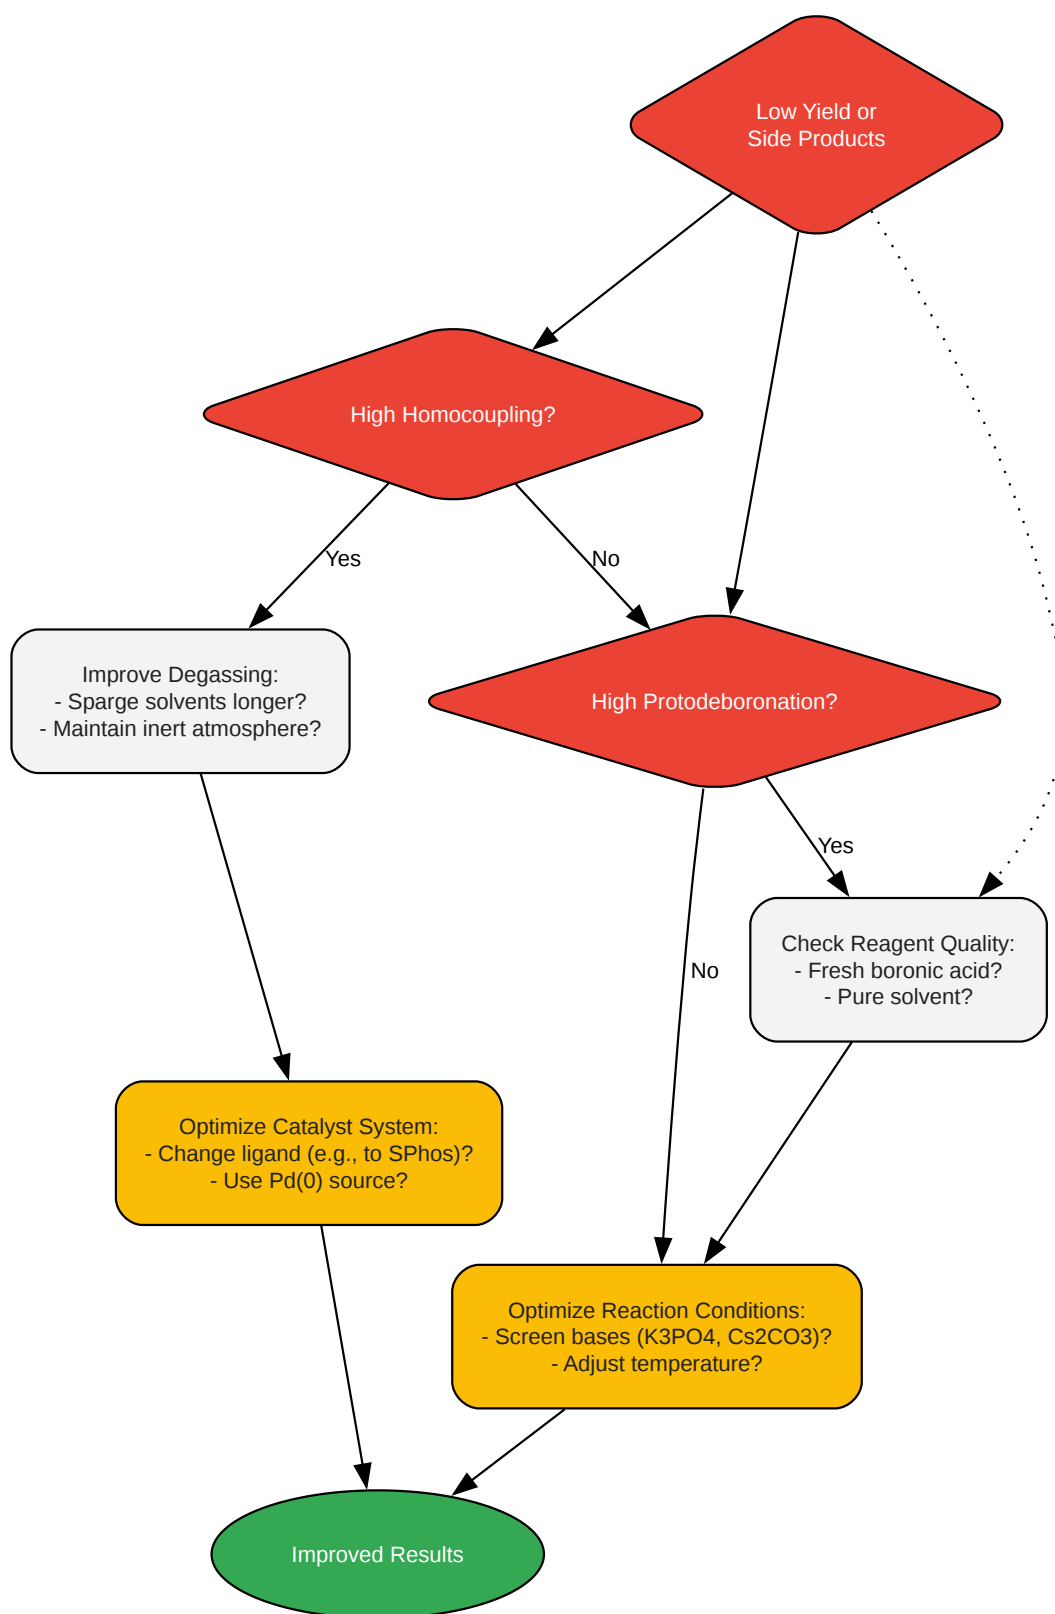 Low Yield or
Side Products
High Homocoupling?
Yes
No
Improve Degassing:
- Sparge solvents longer?
- Maintain inert atmosphere?
High Protodeboronation?
Yes
No
Check Reagent Quality:
- Fresh boronic acid?
- Pure solvent?
Optimize Catalyst System:
- Change ligand (e.g., to SPhos)?
- Use Pd(0) source?
Optimize Reaction Conditions:
- Screen bases (K3PO4, Cs2CO3)?
- Adjust temperature?
Improved Results